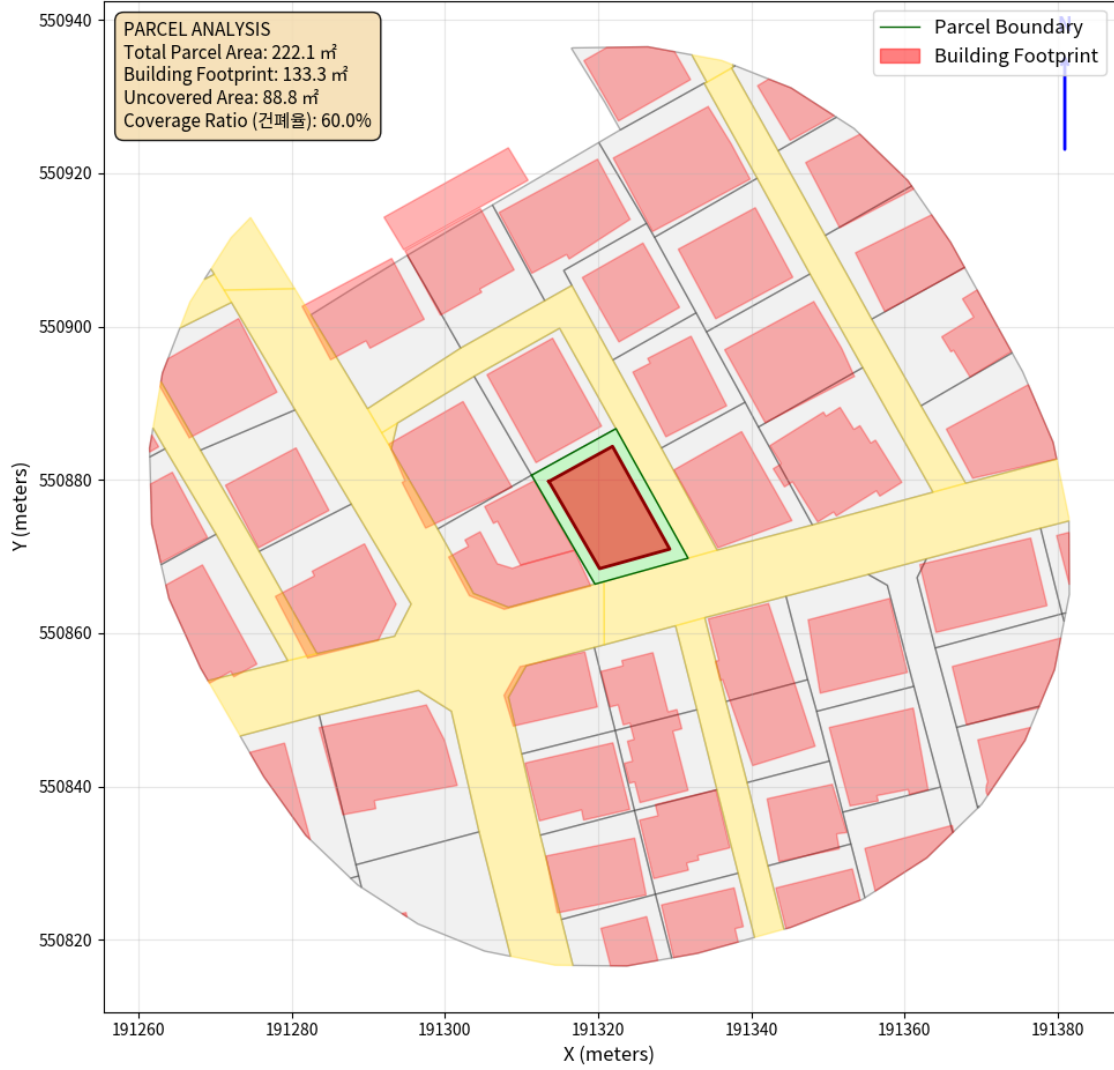 PARCEL ANALYSIS
Total Parcel Area: 222.1 ㎡
Building Footprint: 133.3 ㎡
Uncovered Area: 88.8 ㎡
Coverage Ratio (건폐율): 60.0%
Parcel Boundary
Building Footprint
N
550940
550920
550900
550880
550860
550840
550820
Y (meters)
191260 191280 191300 191320 191340 191360 191380
X (meters)